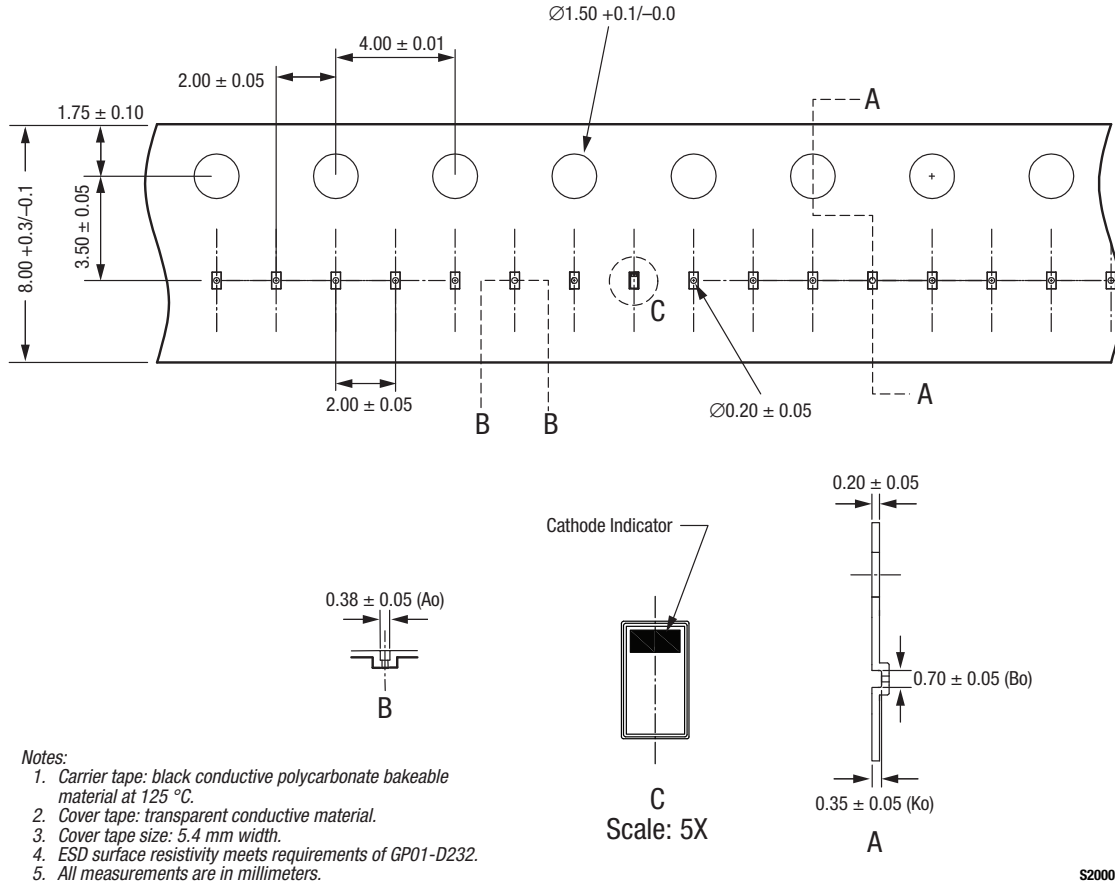 Ø1.50 +0.1/–0.0
4.00 ± 0.01
2.00 ± 0.05
1.75 ± 0.10
A
8.00 +0.3/–0.1
3.50 ± 0.05
C
2.00 ± 0.05
B
B
Ø0.20 ± 0.05
A
0.20 ± 0.05
Cathode Indicator
0.38 ± 0.05 (Ao)
0.70 ± 0.05 (Bo)
B
C
Scale: 5X
0.35 ± 0.05 (Ko)
A
Notes:
1. Carrier tape: black conductive polycarbonate bakeable
material at 125 °C.
2. Cover tape: transparent conductive material.
3. Cover tape size: 5.4 mm width.
4. ESD surface resistivity meets requirements of GP01-D232.
5. All measurements are in millimeters.
S2000